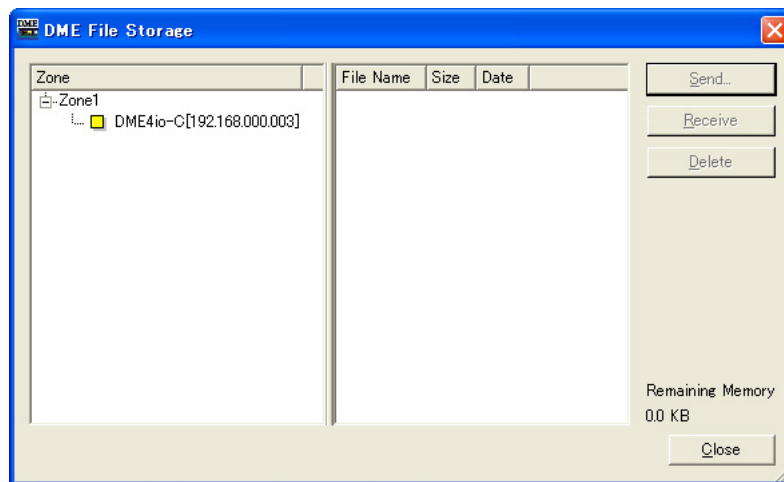 DME File Storage
Zone
File Name Size Date
Send...
Zone1
DME4io-C[192.168.000.003]
Receive
Delete
Remaining Memory
0.0 KB
Close